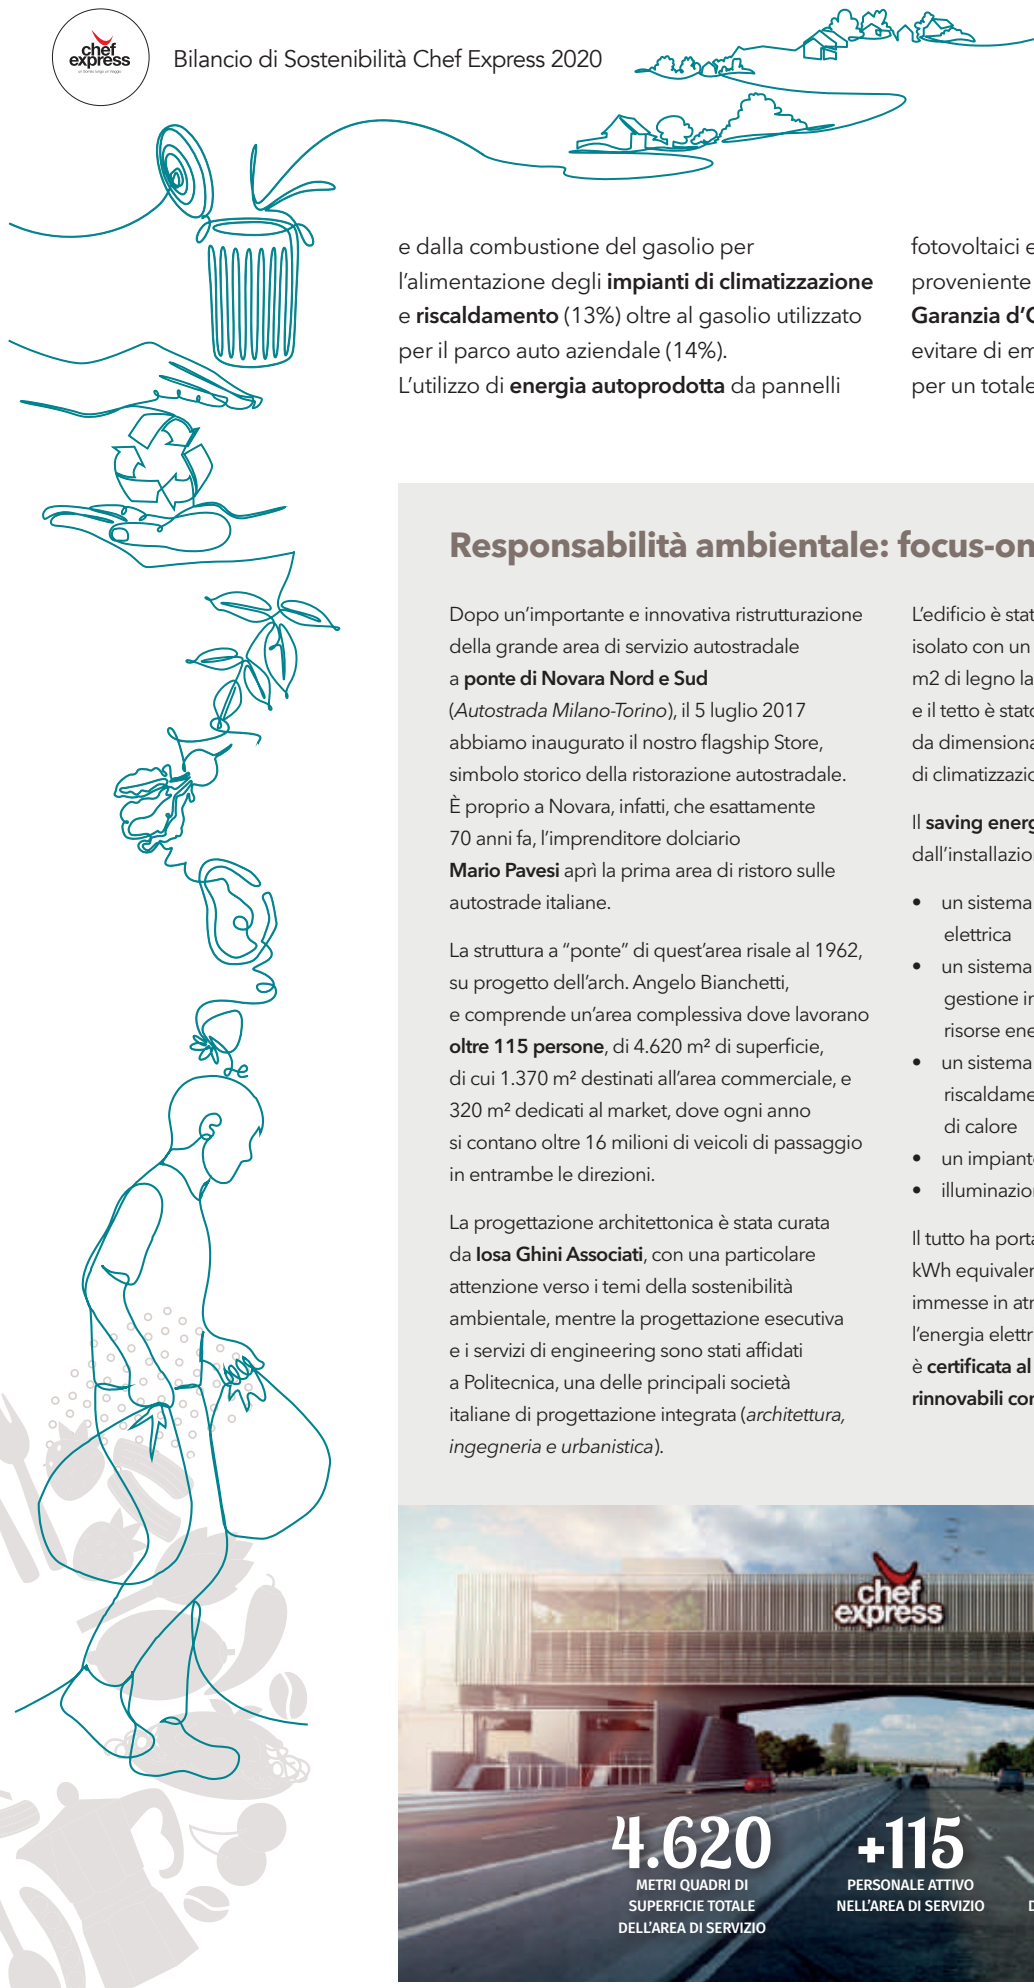 chef
express
Bilancio di Sostenibilità Chef Express 2020
e dalla combustione del gasolio per
l'alimentazione degli impianti di climatizzazione
e riscaldamento (13%) oltre al gasolio utilizzato
per il parco auto aziendale (14%).
L'utilizzo di energia autoprodotta da pannelli
fotovoltaici e
proveniente
Garanzia d'O
evitare di em
per un totale
Responsabilità ambientale: focus-on
Dopo un'importante e innovativa ristrutturazione
della grande area di servizio autostradale
a ponte di Novara Nord e Sud
(Autostrada Milano-Torino), il 5 luglio 2017
abbiamo inaugurato il nostro flagship Store,
simbolo storico della ristorazione autostradale.
È proprio a Novara, infatti, che esattamente
70 anni fa, l'imprenditore dolciario
Mario Pavesi aprì la prima area di ristoro sulle
autostrade italiane.
La struttura a "ponte" di quest'area risale al 1962,
su progetto dell'arch. Angelo Bianchetti,
e comprende un'area complessiva dove lavorano
oltre 115 persone, di 4.620 m² di superficie,
di cui 1.370 m² destinati all'area commerciale, e
320 m² dedicati al market, dove ogni anno
si contano oltre 16 milioni di veicoli di passaggio
in entrambe le direzioni.
La progettazione architettonica è stata curata
da Iosa Ghini Associati, con una particolare
attenzione verso i temi della sostenibilità
ambientale, mentre la progettazione esecutiva
e i servizi di engineering sono stati affidati
a Politecnica, una delle principali società
italiane di progettazione integrata (architettura,
ingegneria e urbanistica).
L'edificio è stat
isolato con un
m2 di legno la
e il tetto è stato
da dimensiona
di climatizzazio
Il saving energ
dall'installazio
• un sistema
elettrica
• un sistema
gestione in
risorse ene
• un sistema
riscaldame
di calore
• un impianto
• illuminazion
Il tutto ha porta
kWh equivalen
immesse in atm
l'energia elettr
è certificata al
rinnovabili con
chef
express
4.620
METRI QUADRI DI
SUPERFICIE TOTALE
DELL'AREA DI SERVIZIO
+115
PERSONALE ATTIVO
NELL'AREA DI SERVIZIO
D